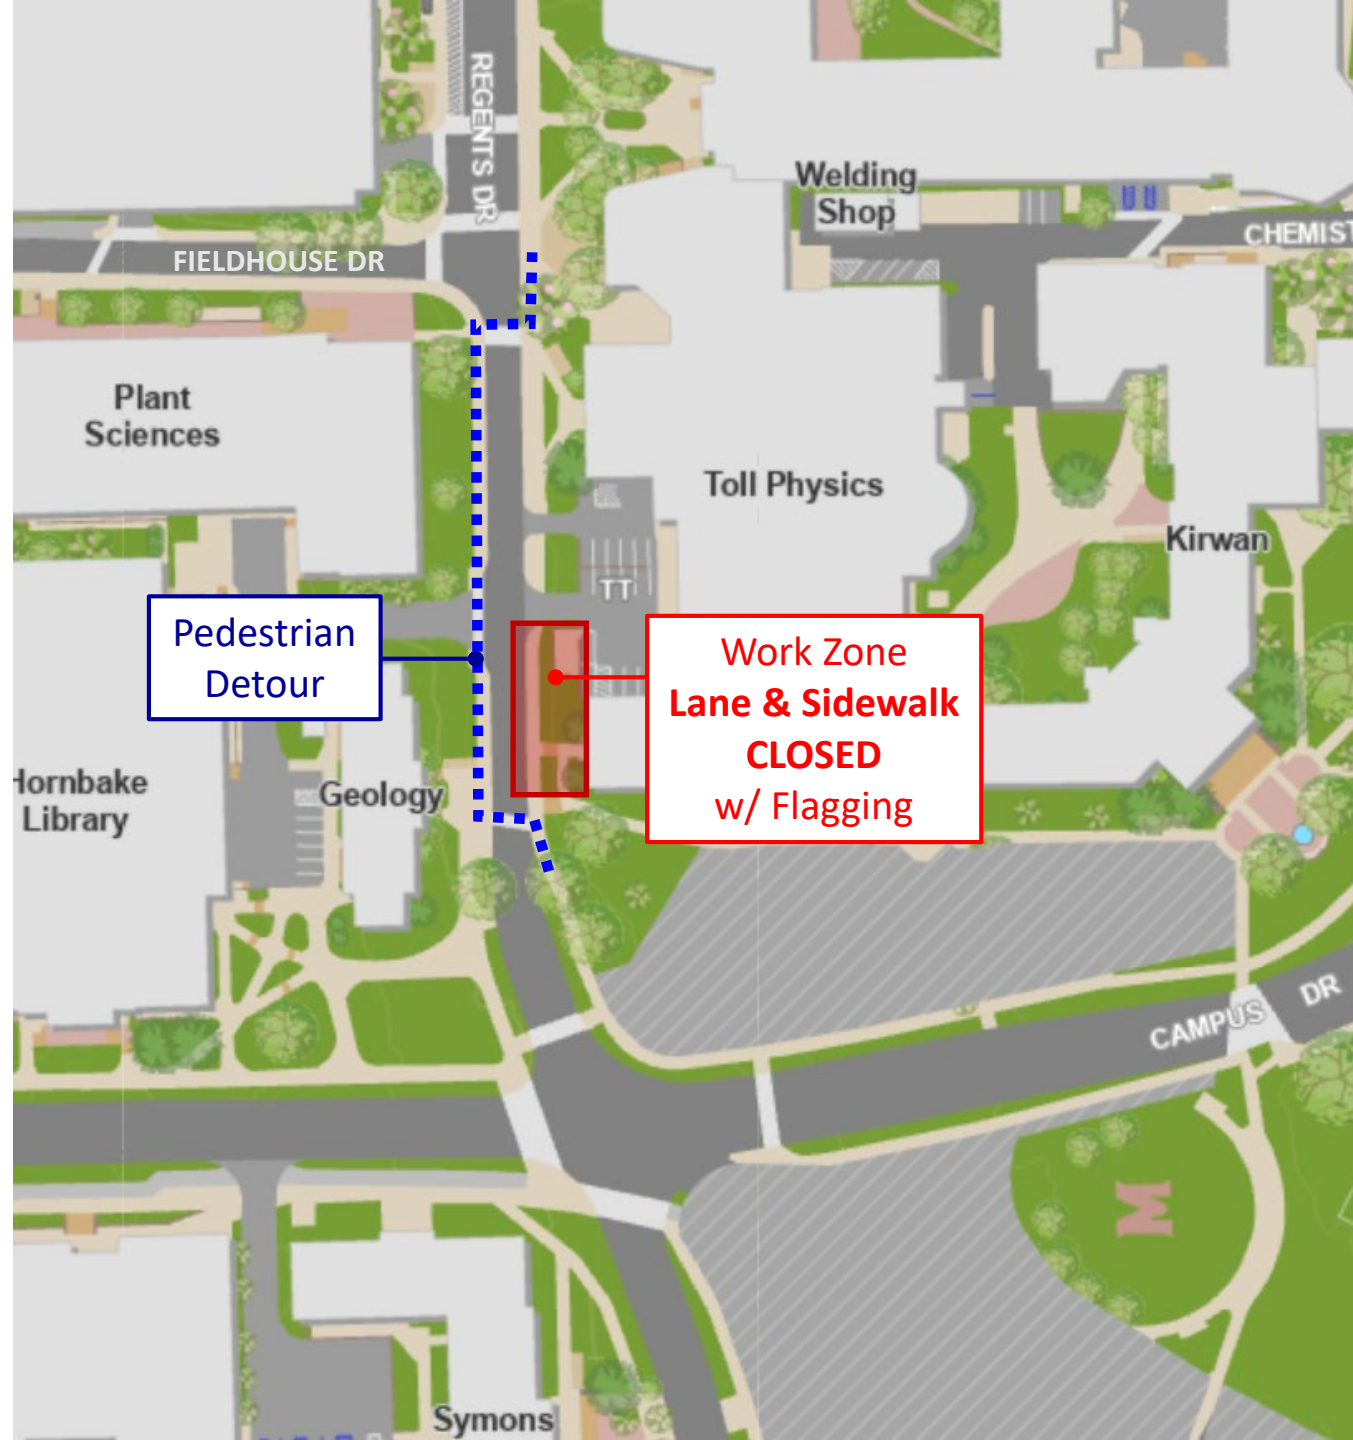 REGENTS DR
Welding
Shop
CHEMIST
FIELDHOUSE DR
Plant
Sciences
Toll Physics
Kirwan
TT
Pedestrian
Detour
Work Zone
Lane & Sidewalk
CLOSED
w/ Flagging
Hornbake
Library
Geology
CAMPUS DR
M
Symons